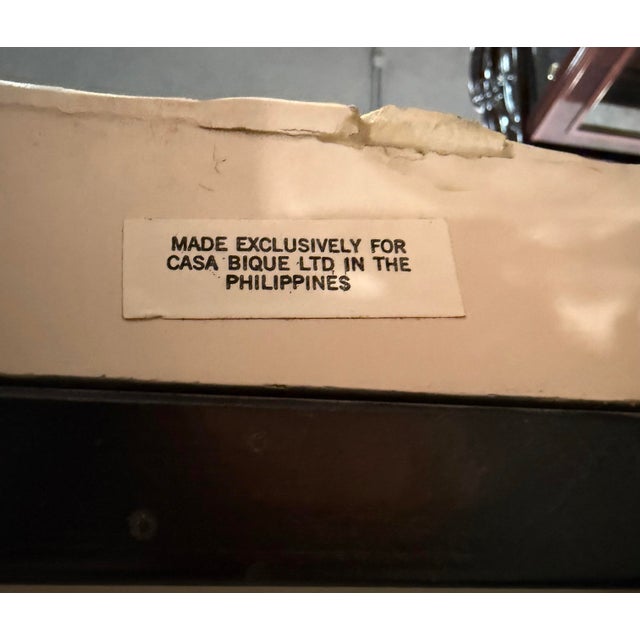 MADE EXCLUSIVELY FOR
CASA BIQUE LTD, IN THE
PHILIPPINES